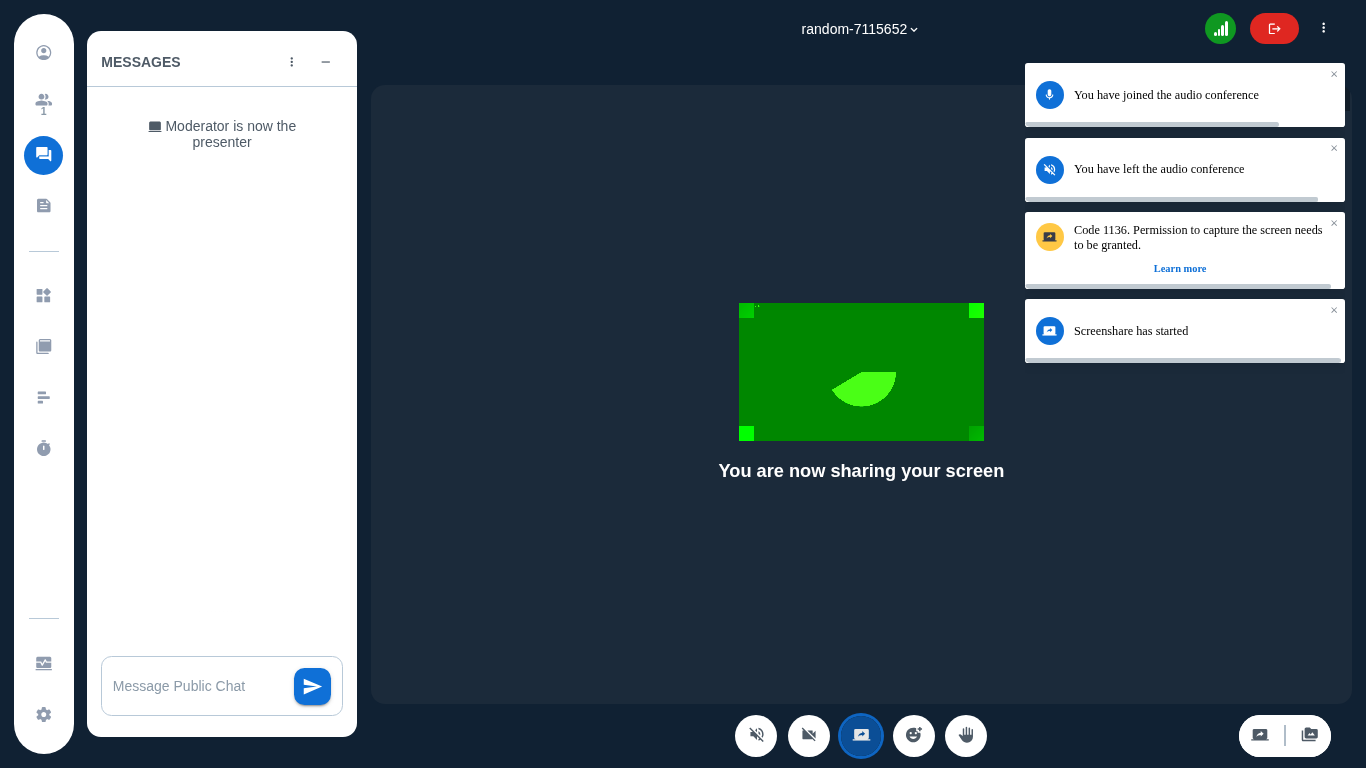 random-7115652
1
MESSAGES
Moderator is now the
presenter
Message Public Chat
You are now sharing your screen
You have joined the audio conference
You have left the audio conference
Code 1136. Permission to capture the screen needs
to be granted.
Learn more
Screenshare has started